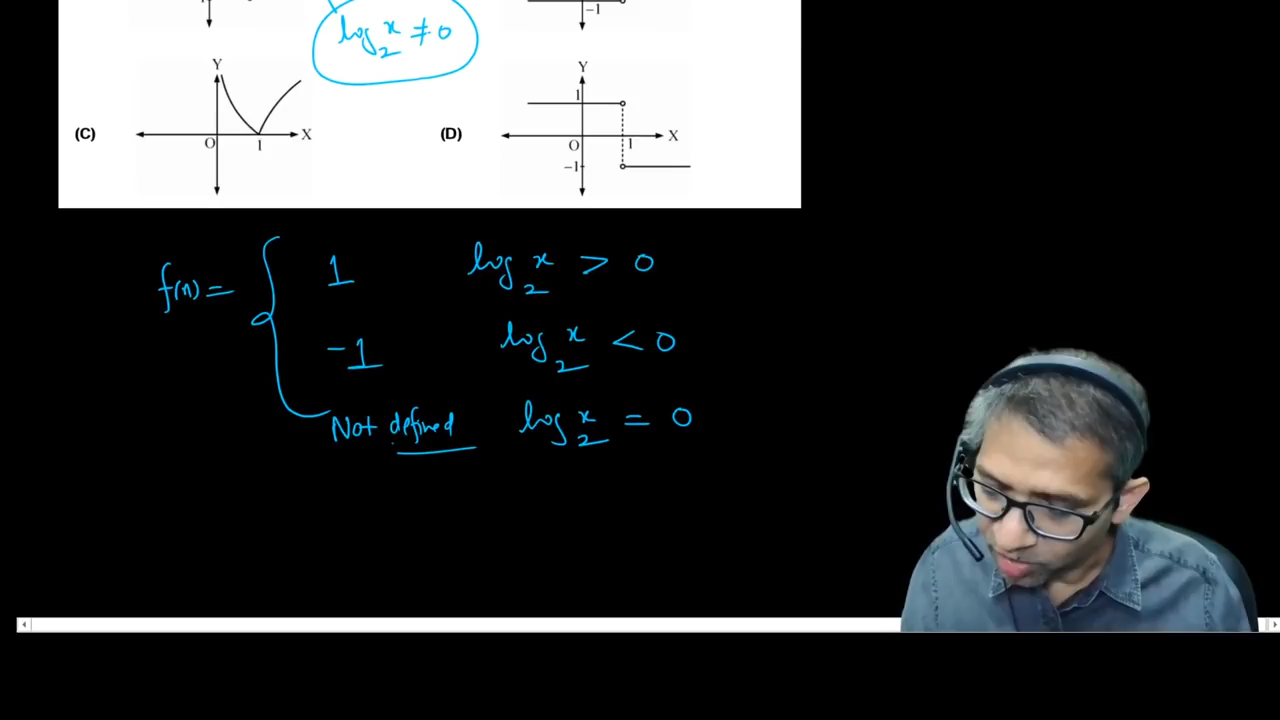 -1
log₂ x ≠ 0
(C)
Y
O
1
X
(D)
Y
1
O
1
X
-1
f(x) = { 1 log₂ x > 0
-1 log₂ x < 0
Not defined log₂ x = 0